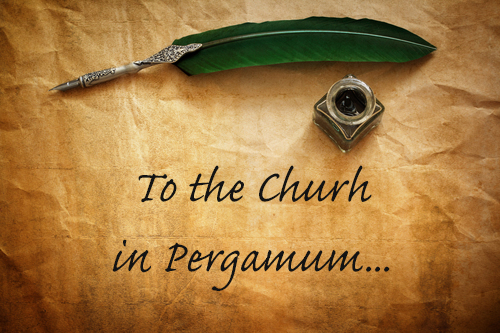 To the Churh
in Pergamum...